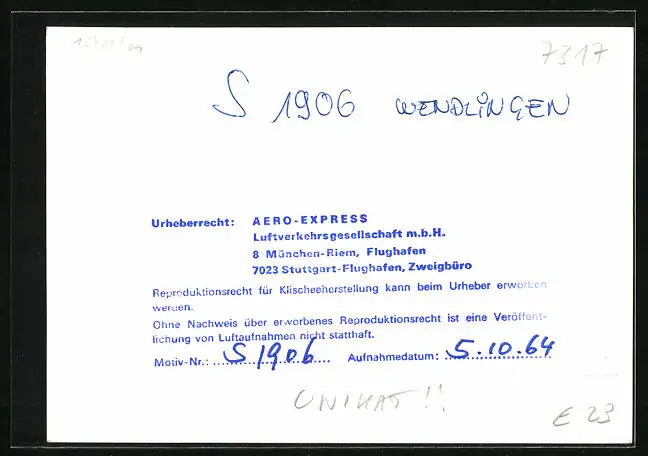 7317
S 1906 WENDLINGEN
Urheberrecht: AERO-EXPRESS
Luftverkehrsgesellschaft m.b.H.
8 München-Riem, Flughafen
7023 Stuttgart-Flughafen, Zweigbüro
Reproduktionsrecht für Klischeeherstellung kann beim Urheber erworben
werden.
Ohne Nachweis über erworbenes Reproduktionsrecht ist eine Veröffent-
lichung von Luftaufnahmen nicht statthaft.
Motiv-Nr.: S 1906 Aufnahmedatum: 5.10.64
UNIKAT!!
€ 23